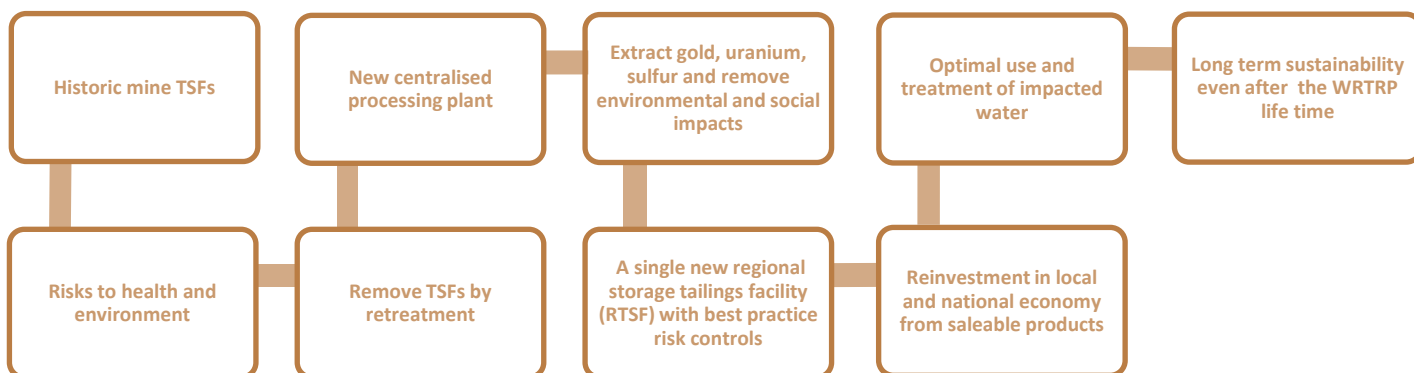 Historic mine TSFs
Risks to health and
environment
Remove TSFs by
retreatment
New centralised
processing plant
Extract gold, uranium,
sulfur and remove
environmental and social
impacts
A single new regional
storage tailings facility
(RTSF) with best practice
risk controls
Reinvestment in local
and national economy
from saleable products
Optimal use and
treatment of impacted
water
Long term sustainability
even after the WRTRP
life time